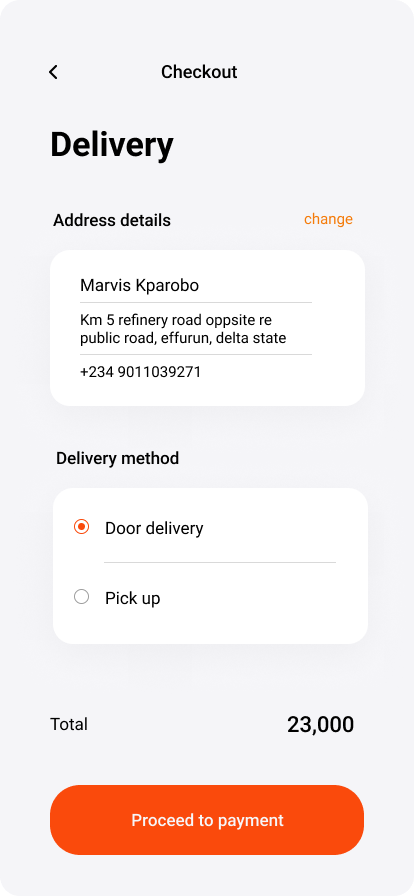 Checkout
Delivery
Address details
change
Marvis Kparobo
Km 5 refinery road oppsite re
public road, effurun, delta state
+234 9011039271
Delivery method
Door delivery
Pick up
Total
23,000
Proceed to payment